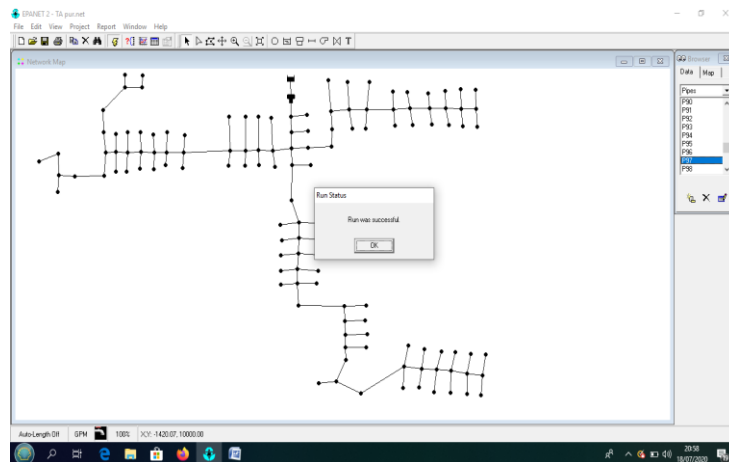 EPANET 2 - TA pur.net
File Edit View Project Report Window Help
Network Map
Browser
Data Map
Pipes
P90
P91
P92
P93
P94
P95
P96
P97
P98
Run Status
Run was successful.
OK
Auto-Length Off GPM 100% X,Y: -1420.07, 10000.00
20:58
18/07/2020